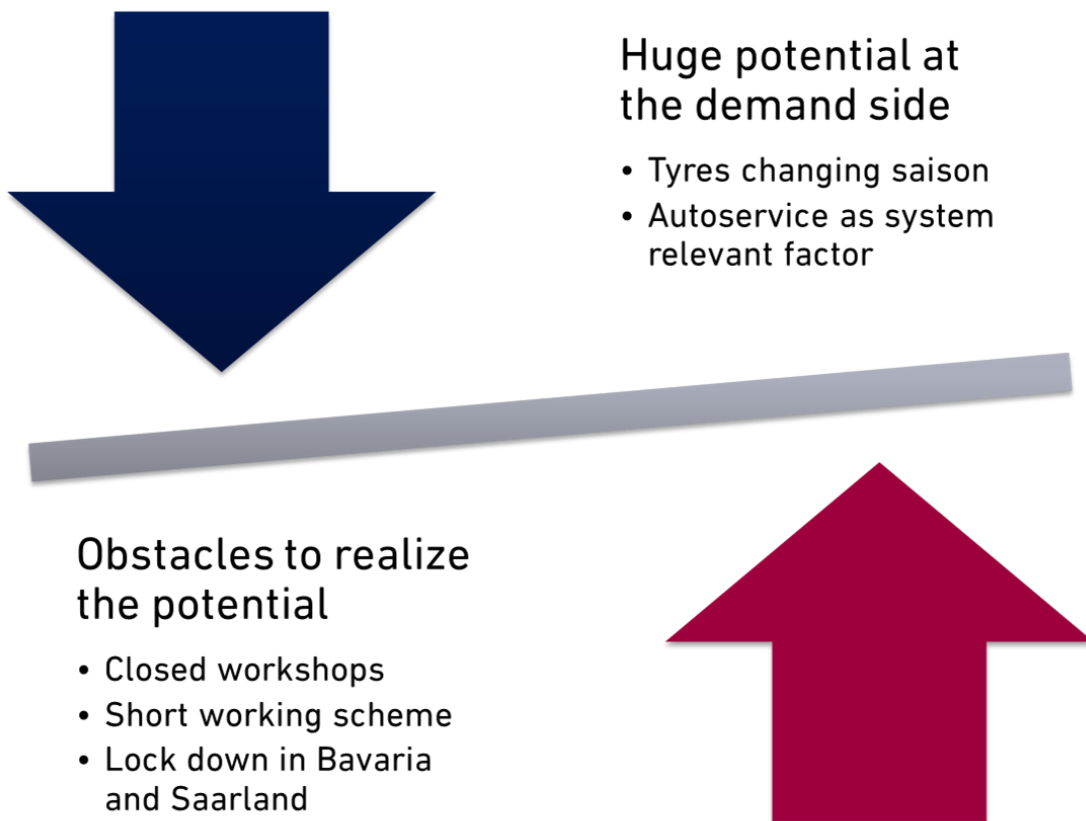 Huge potential at
the demand side
• Tyres changing saison
• Autoservice as system
relevant factor
Obstacles to realize
the potential
• Closed workshops
• Short working scheme
• Lock down in Bavaria
and Saarland